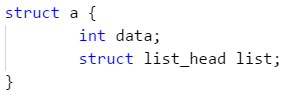 struct a {
        int data;
        struct list_head list;
}